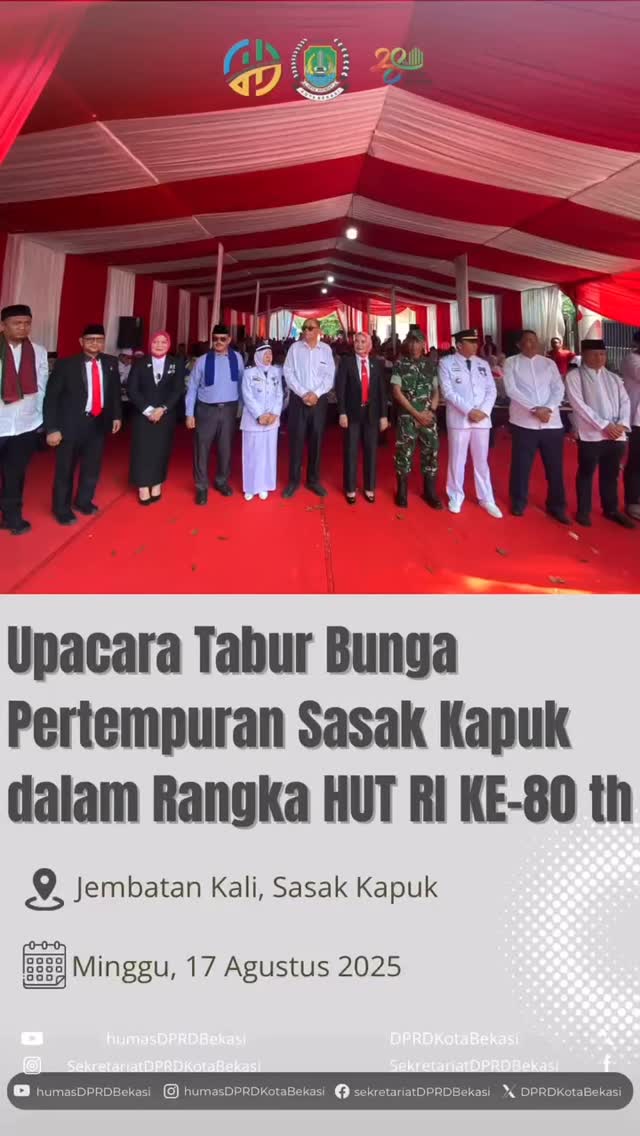 Upacara Tabur Bunga
Pertempuran Sasak Kapuk
dalam Rangka HUT RI KE-80 th
Jembatan Kali, Sasak Kapuk
Minggu, 17 Agustus 2025
humasDPRDBekasi DPRDKotaBekasi
SekretariatDPRDKotaBekasi SekretariatDPRDBekasi
humasDPRDBekasi humasDPRDKotaBekasi sekretariatDPRDBekasi DPRDKotaBekasi